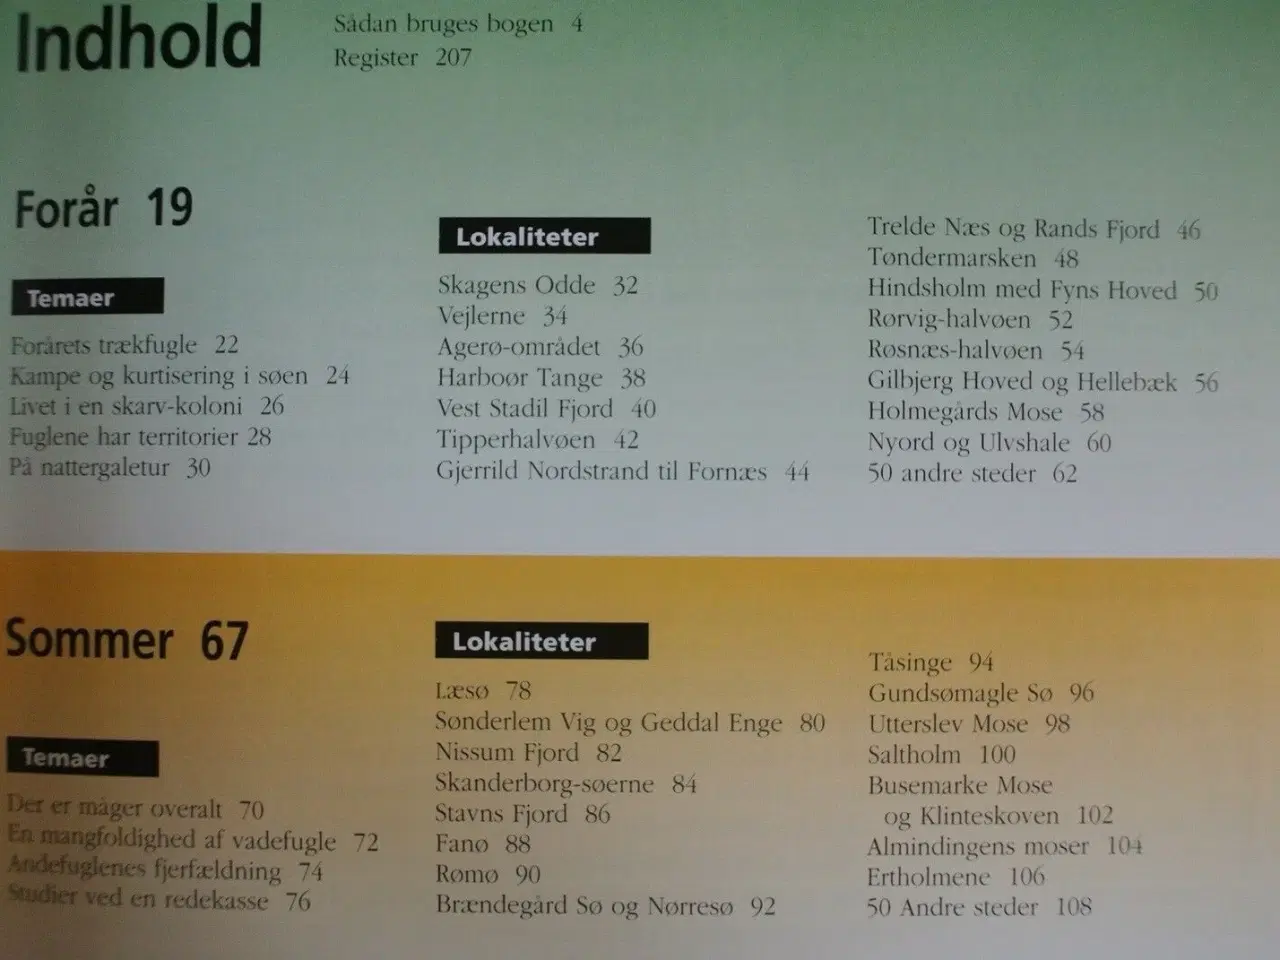 Indhold
Sådan bruges bogen 4
Register 207
Forår 19
Temaer
Forårets trækfugle 22
Kampe og kurtisering i søen 24
Livet i en skarv-koloni 26
Fuglene har territorier 28
På nattergaletur 30
Lokaliteter
Skagens Odde 32
Vejlerne 34
Agerø-området 36
Harboør Tange 38
Vest Stadil Fjord 40
Tipperhalvøen 42
Gjerrild Nordstrand til Fornæs 44
Trelde Næs og Rands Fjord 46
Tøndermarsken 48
Hindsholm med Fyns Hoved 50
Rørvig-halvøen 52
Røsnæs-halvøen 54
Gilbjerg Hoved og Hellebæk 56
Holmegårds Mose 58
Nyord og Ulvshale 60
50 andre steder 62
Sommer 67
Temaer
Der er måger overalt 70
En mangfoldighed af vadefugle 72
Andefuglenes fjerfældning 74
Studier ved en redekasse 76
Lokaliteter
Læsø 78
Sønderlem Vig og Geddal Enge 80
Nissum Fjord 82
Skanderborg-søerne 84
Stavns Fjord 86
Fanø 88
Rømø 90
Brændegård Sø og Nørresø 92
Tåsinge 94
Gundsømagle Sø 96
Utterslev Mose 98
Saltholm 100
Busemarke Mose
og Klinteskoven 102
Almindingens moser 104
Ertholmene 106
50 Andre steder 108